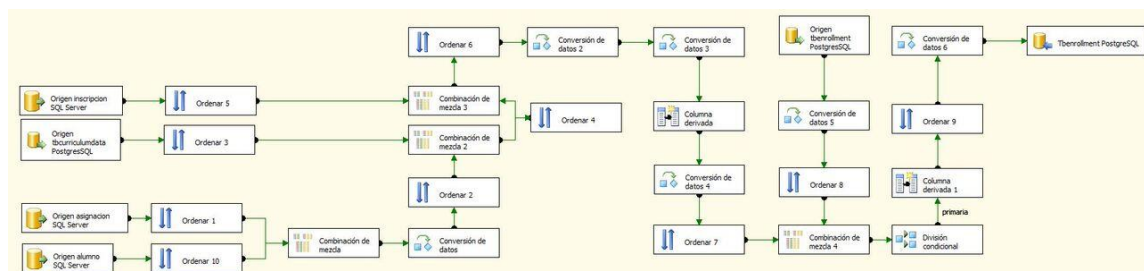 Origen inscripcion
SQL Server
Ordenar 5
Origen
tbcurriculumdata
PostgresSQL
Ordenar 3
Origen asignacion
SQL Server
Ordenar 1
Origen alumno
SQL Server
Ordenar 10
Combinación de
mezcla
Conversión de
datos
Ordenar 2
Combinación de
mezcla 2
Ordenar 4
Combinación de
mezcla 3
Ordenar 6
Conversión de
datos 2
Conversión de
datos 3
Columna
derivada
Conversión de
datos 4
Ordenar 7
Origen
tbenrollment
PostgreSQL
Conversión de
datos 5
Ordenar 8
Combinación de
mezcla 4
División
condicional
primaria
Columna
derivada 1
Ordenar 9
Conversión de
datos 6
Tbenrollment PostgreSQL